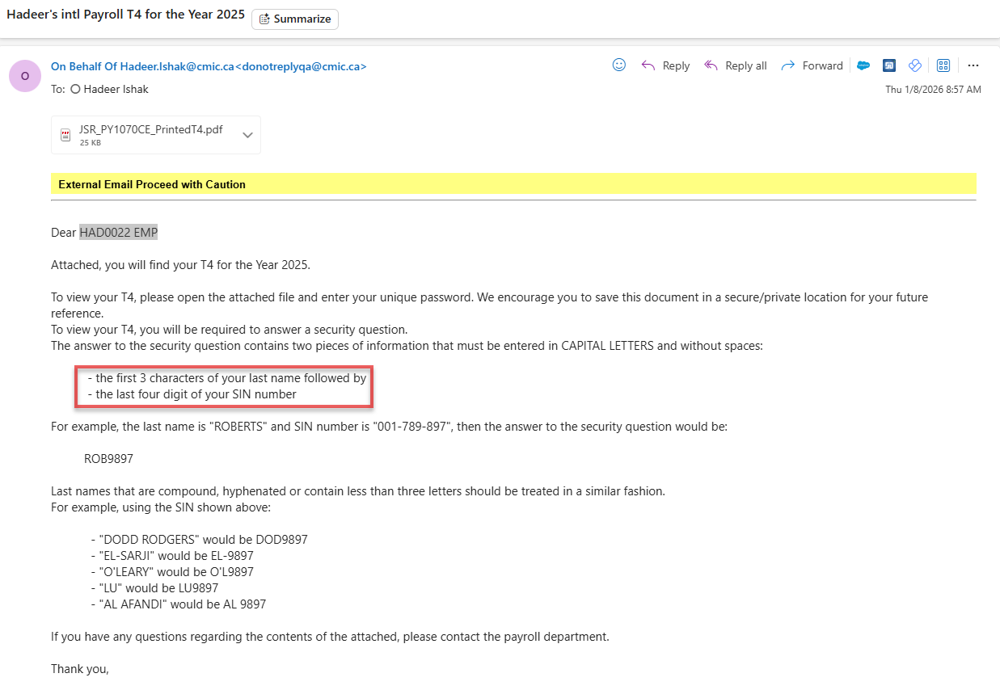 Hadeer's intl Payroll T4 for the Year 2025
Summarize
O
On Behalf Of Hadeer.Ishak@cmic.ca<donotreplyqa@cmic.ca>
Reply
Reply all
Forward
To: Hadeer Ishak
Thu 1/8/2026 8:57 AM
JSR_PY1070CE_PrintedT4.pdf
25 KB
External Email Proceed with Caution
Dear HAD0022 EMP
Attached, you will find your T4 for the Year 2025.
To view your T4, please open the attached file and enter your unique password. We encourage you to save this document in a secure/private location for your future
reference.
To view your T4, you will be required to answer a security question.
The answer to the security question contains two pieces of information that must be entered in CAPITAL LETTERS and without spaces:
- the first 3 characters of your last name followed by
- the last four digit of your SIN number
For example, the last name is "ROBERTS" and SIN number is "001-789-897", then the answer to the security question would be:
ROB9897
Last names that are compound, hyphenated or contain less than three letters should be treated in a similar fashion.
For example, using the SIN shown above:
- "DODD RODGERS" would be DOD9897
- "EL-SARJI" would be EL-9897
- "O'LEARY" would be O'L9897
- "LU" would be LU9897
- "AL AFANDI" would be AL 9897
If you have any questions regarding the contents of the attached, please contact the payroll department.
Thank you,